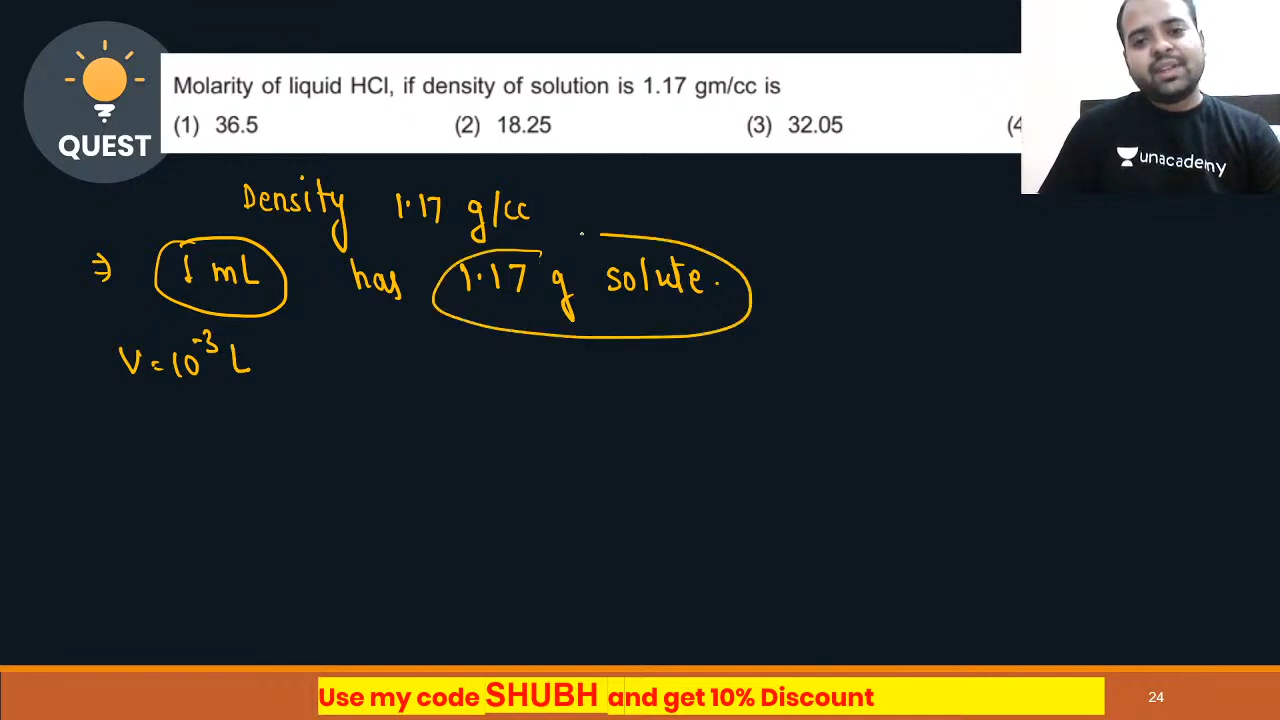 Molarity of liquid HCl, if density of solution is 1.17 gm/cc is
(1) 36.5 (2) 18.25 (3) 32.05 (4
QUEST
unacademy
Density 1.17 g/cc
⇒ 1 mL has 1.17 g solute.
V = 10⁻³ L
Use my code SHUBH and get 10% Discount
24